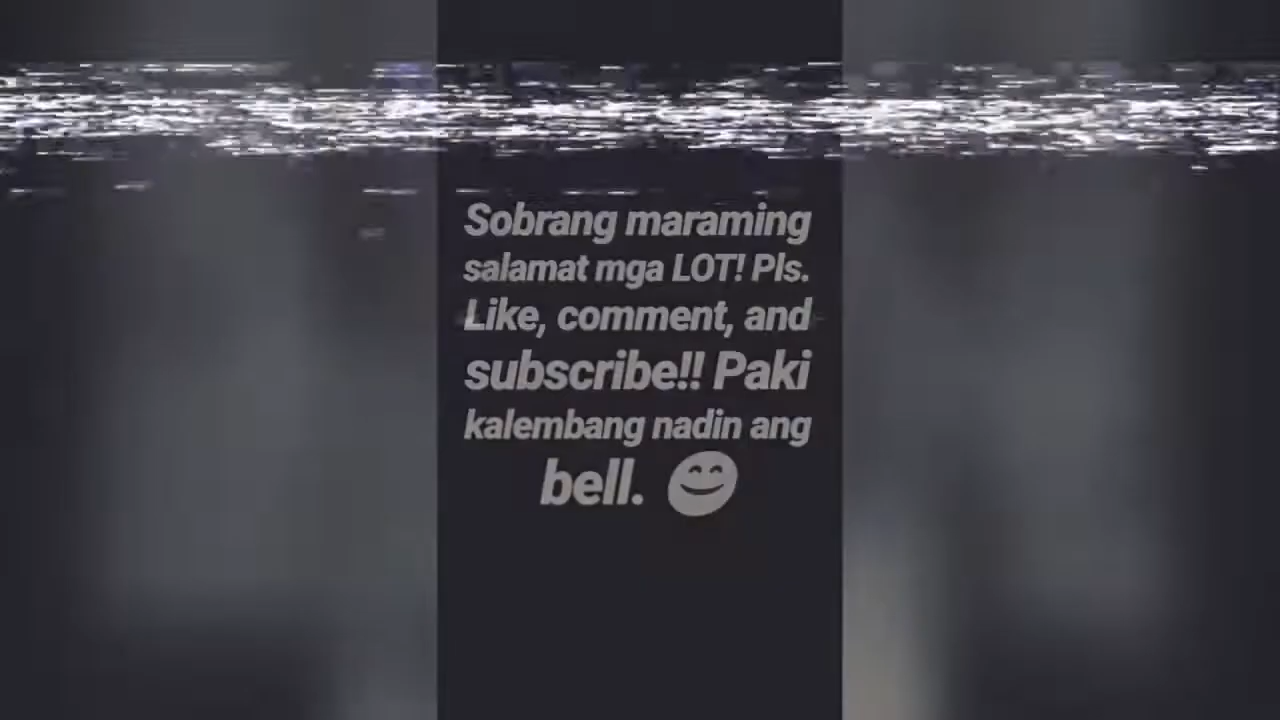 Sobrang maraming
salamat mga LOT! Pls.
Like, comment, and
subscribe!! Paki
kalembang nadin ang
bell. 😊